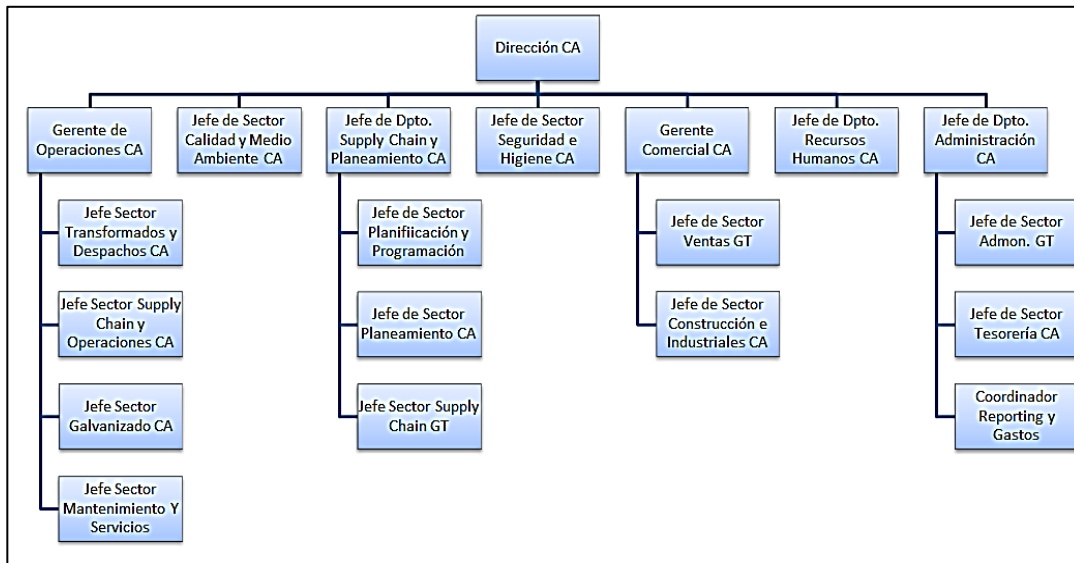 Dirección CA
Gerente de
Operaciones CA
Jefe de Sector
Calidad y Medio
Ambiente CA
Jefe de Dpto.
Supply Chain y
Planeamiento CA
Jefe de Sector
Seguridad e
Higiene CA
Gerente
Comercial CA
Jefe de Dpto.
Recursos
Humanos CA
Jefe de Dpto.
Administración
CA
Jefe Sector
Transformados y
Despachos CA
Jefe Sector Supply
Chain y
Operaciones CA
Jefe Sector
Galvanizado CA
Jefe Sector
Mantenimiento Y
Servicios
Jefe de Sector
Planifiicación y
Programación
Jefe de Sector
Planeamiento CA
Jefe Sector Supply
Chain GT
Jefe de Sector
Ventas GT
Jefe de Sector
Construcción e
Industriales CA
Jefe de Sector
Admon. GT
Jefe de Sector
Tesorería CA
Coordinador
Reporting y
Gastos